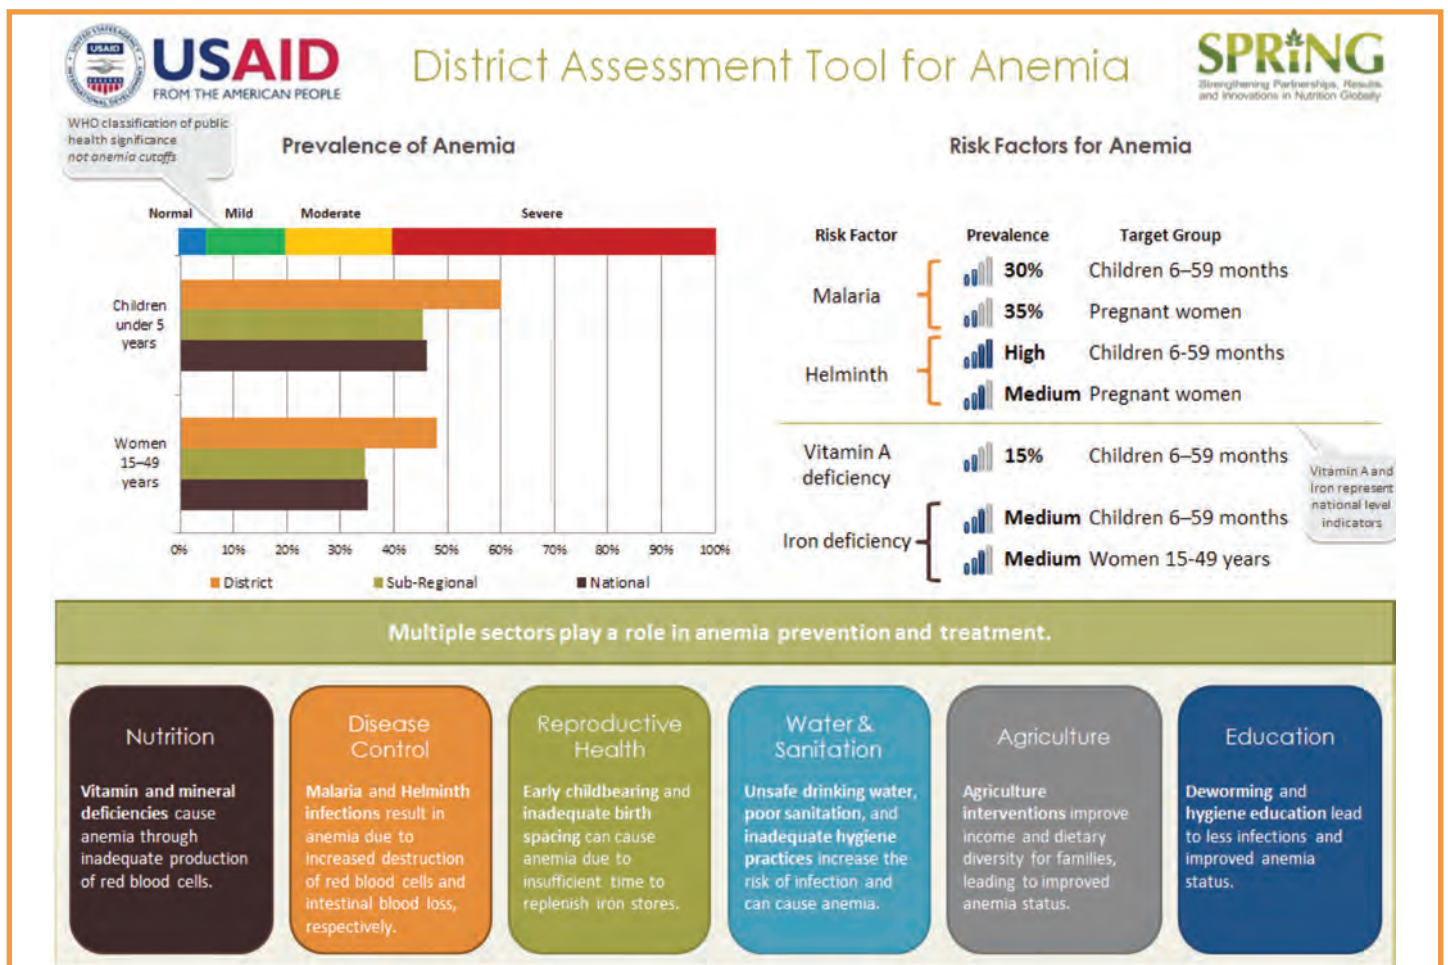 USAID
FROM THE AMERICAN PEOPLE
District Assessment Tool for Anemia
SPRING
Strengthening Partnerships, Results
and Innovations in Nutrition Globally
WHO classification of public
health significance
not anemia cutoffs
Prevalence of Anemia
Normal Mild Moderate Severe
Children
under 5
years
Women
15–49
years
0% 10% 20% 30% 40% 50% 60% 70% 80% 90% 100%
District Sub-Regional National
Risk Factors for Anemia
Risk Factor Prevalence Target Group
Malaria
30% Children 6–59 months
35% Pregnant women
Helminth
High Children 6-59 months
Medium Pregnant women
Vitamin A
deficiency
15% Children 6–59 months
Iron deficiency
Medium Children 6–59 months
Medium Women 15-49 years
Vitamin A and
Iron represent
national level
indicators
Multiple sectors play a role in anemia prevention and treatment.
Nutrition
Vitamin and mineral
deficiencies cause
anemia through
inadequate production
of red blood cells.
Disease
Control
Malaria and Helminth
infections result in
anemia due to
increased destruction
of red blood cells and
intestinal blood loss,
respectively.
Reproductive
Health
Early childbearing and
inadequate birth
spacing can cause
anemia due to
insufficient time to
replenish iron stores.
Water &
Sanitation
Unsafe drinking water,
poor sanitation, and
inadequate hygiene
practices increase the
risk of infection and
can cause anemia.
Agriculture
Agriculture
interventions improve
income and dietary
diversity for families,
leading to improved
anemia status.
Education
Deworming and
hygiene education lead
to less infections and
improved anemia
status.